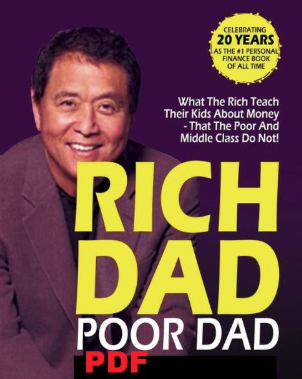 CELEBRATING
20 YEARS
AS THE #1 PERSONAL
FINANCE BOOK
OF ALL TIME
What The Rich Teach
Their Kids About Money
- That The Poor And
Middle Class Do Not!
RICH
DAD
POOR DAD
PDF